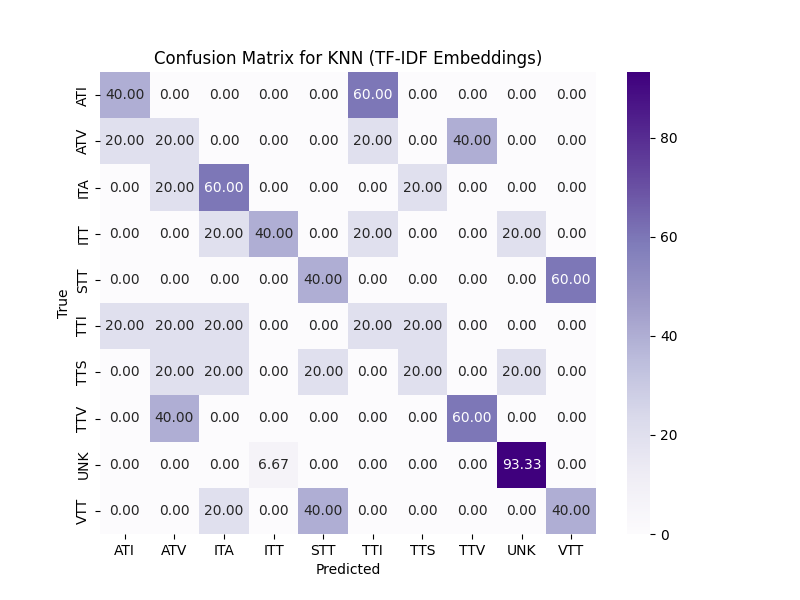 Confusion Matrix for KNN (TF-IDF Embeddings)
ATI 40.00 0.00 0.00 0.00 0.00 60.00 0.00 0.00 0.00 0.00
ATV 20.00 20.00 0.00 0.00 0.00 20.00 0.00 40.00 0.00 0.00
ITA 0.00 20.00 60.00 0.00 0.00 0.00 20.00 0.00 0.00 0.00
ITT 0.00 0.00 20.00 40.00 0.00 20.00 0.00 0.00 20.00 0.00
STT 0.00 0.00 0.00 0.00 40.00 0.00 0.00 0.00 0.00 60.00
TTI 20.00 20.00 20.00 0.00 0.00 20.00 20.00 0.00 0.00 0.00
TTS 0.00 20.00 20.00 0.00 20.00 0.00 20.00 0.00 20.00 0.00
TTV 0.00 40.00 0.00 0.00 0.00 0.00 0.00 60.00 0.00 0.00
UNK 0.00 0.00 0.00 6.67 0.00 0.00 0.00 0.00 93.33 0.00
VTT 0.00 0.00 20.00 0.00 40.00 0.00 0.00 0.00 0.00 40.00
ATI ATV ITA ITT STT TTI TTS TTV UNK VTT
Predicted
True
80
60
40
20
0